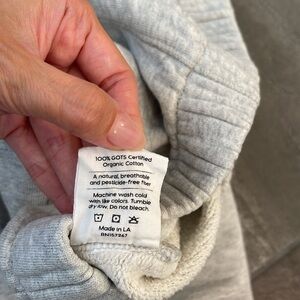 100% GOTS Certified
Organic Cotton
A natural, breathable
and pesticide-free fiber
Machine wash cold
with like colors. Tumble
dry low. Do not bleach.
Made in LA
RN157247